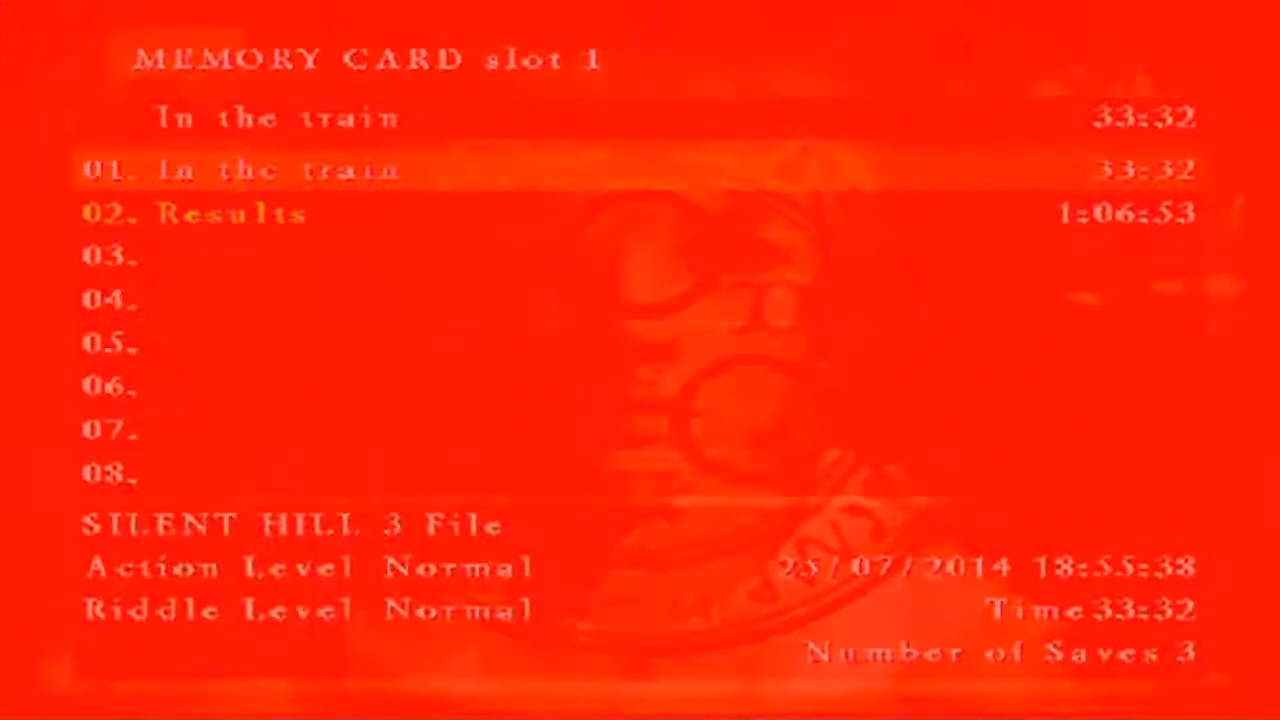 MEMORY CARD slot 1
In the train 33:32
01. In the train 33:32
02. Results 1:06:53
03.
04.
05.
06.
07.
08.
SILENT HILL 3 File
Action Level Normal 25/07/2014 18:55:38
Riddle Level Normal Time 33:32
Number of Saves 3